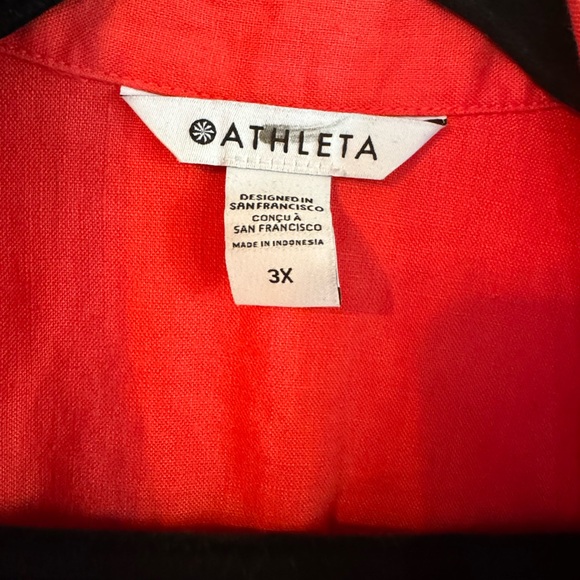 ATHLETA
DESIGNED IN
SAN FRANCISCO
CONÇU À
SAN FRANCISCO
MADE IN INDONESIA
3X